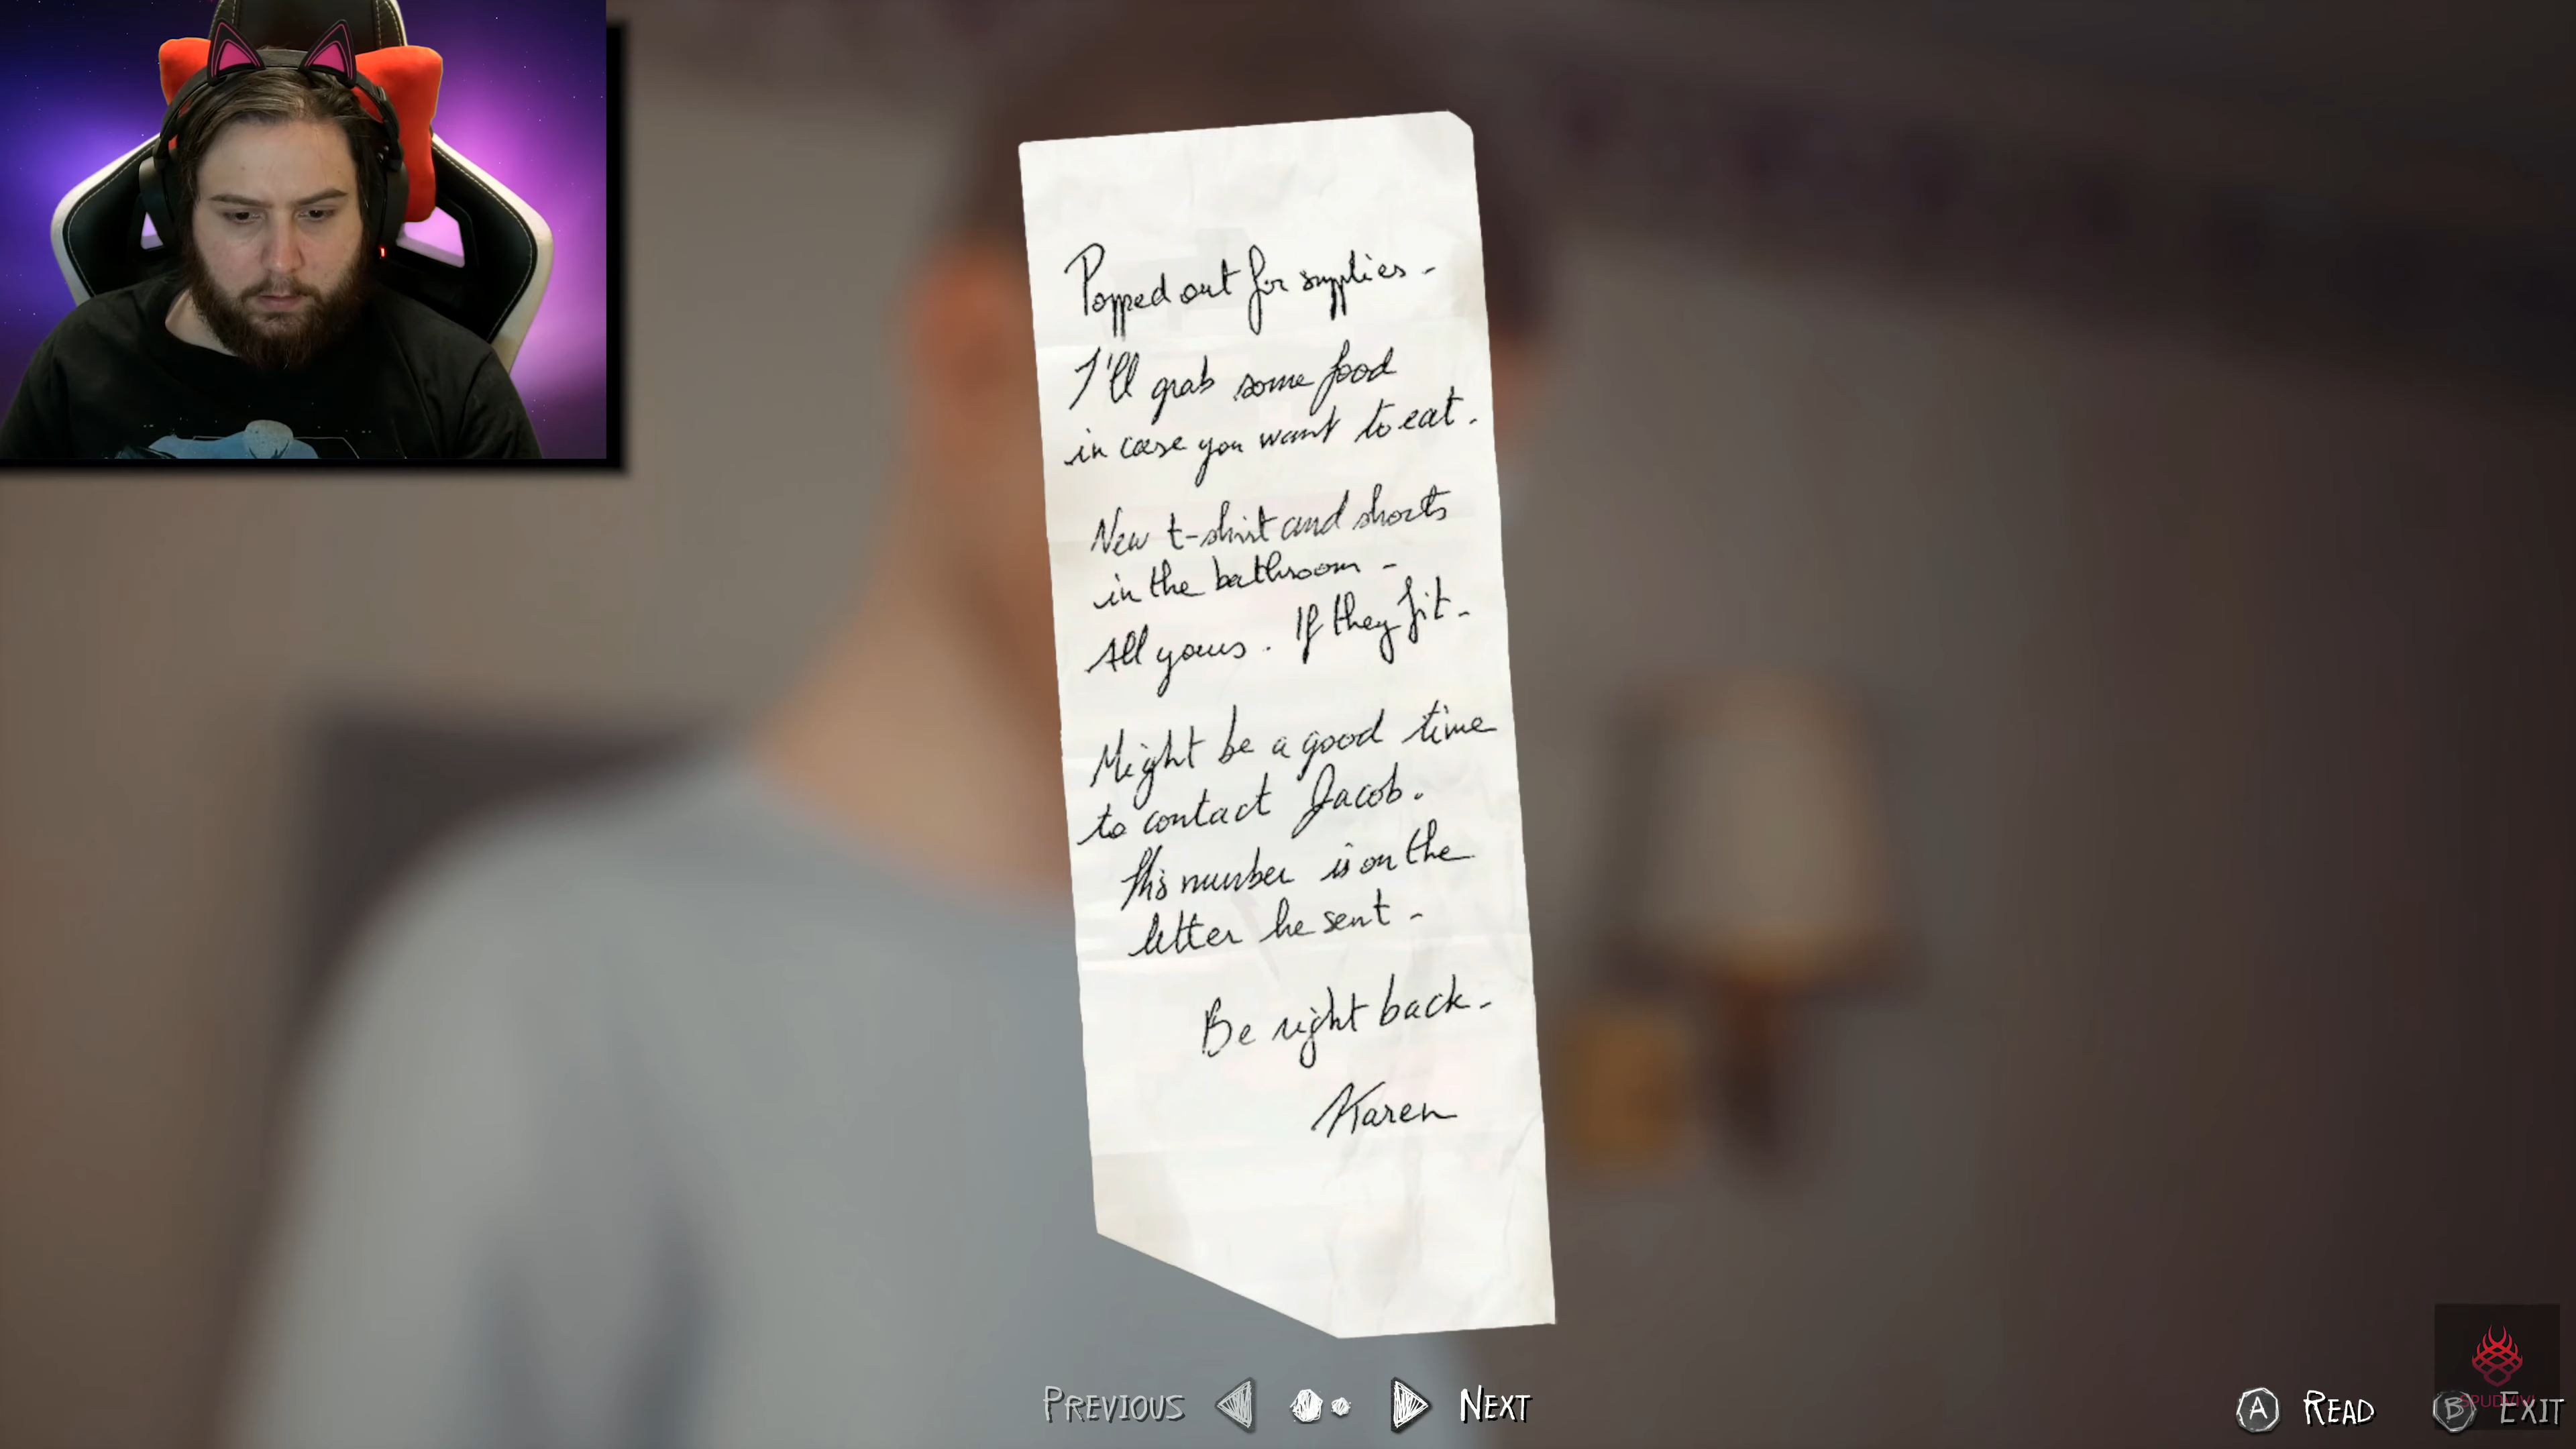 Popped out for supplies -
I'll grab some food
in case you want to eat.
New t-shirt and shorts
in the bathroom -
All yours. If they fit -
Might be a good time
to contact Jacob.
His number is on the
letter he sent -
Be right back -
Karen
PREVIOUS NEXT
A READ B EXIT